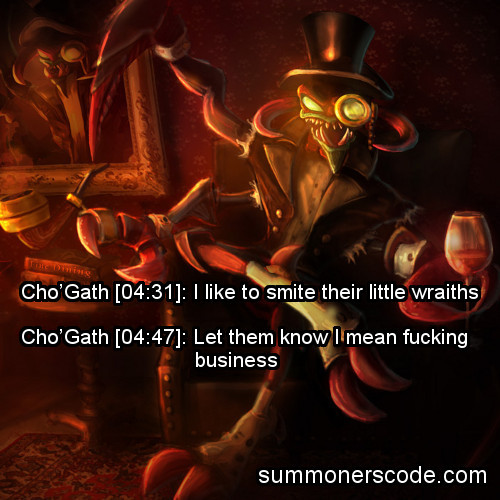 Cho'Gath [04:31]: I like to smite their little wraiths
Cho'Gath [04:47]: Let them know I mean fucking
business
summonerscode.com